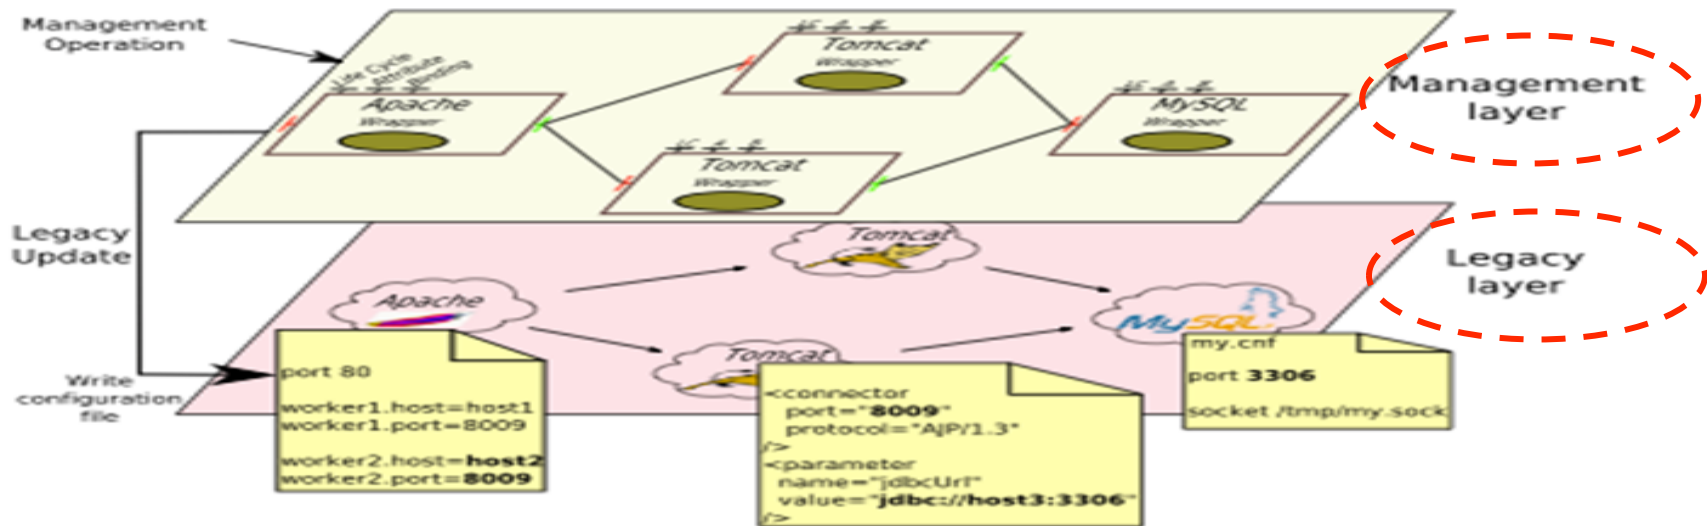 Management
Operation
Life Cycle
Attribute
Binding
Apache
Wrapper
Tomcat
Wrapper
Tomcat
Wrapper
MySQL
Wrapper
Management
layer
Legacy
Update
Legacy
layer
Tomcat
Apache
Tomcat
MySQL
Write
configuration
file
port 80
worker1.host=host1
worker1.port=8009
worker2.host=host2
worker2.port=8009
<connector
port="8009"
protocol="AJP/1.3"
/>
<parameter
name="jdbcUrl"
value="jdbc://host3:3306"
/>
my.cnf
port 3306
socket /tmp/my.sock